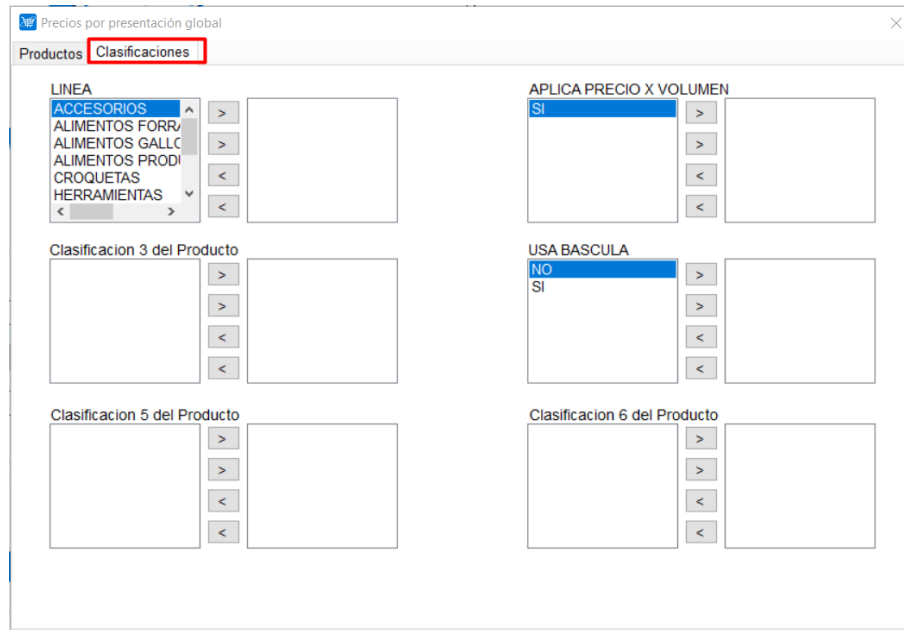 Precios por presentación global
Productos Clasificaciones
LINEA
ACCESORIOS
ALIMENTOS FORRA
ALIMENTOS GALLO
ALIMENTOS PRODU
CROQUETAS
HERRAMIENTAS
>
>
<
<
APLICA PRECIO X VOLUMEN
SI
>
>
<
<
Clasificacion 3 del Producto
>
>
<
<
USA BASCULA
NO
SI
>
>
<
<
Clasificacion 5 del Producto
>
>
<
<
Clasificacion 6 del Producto
>
>
<
<